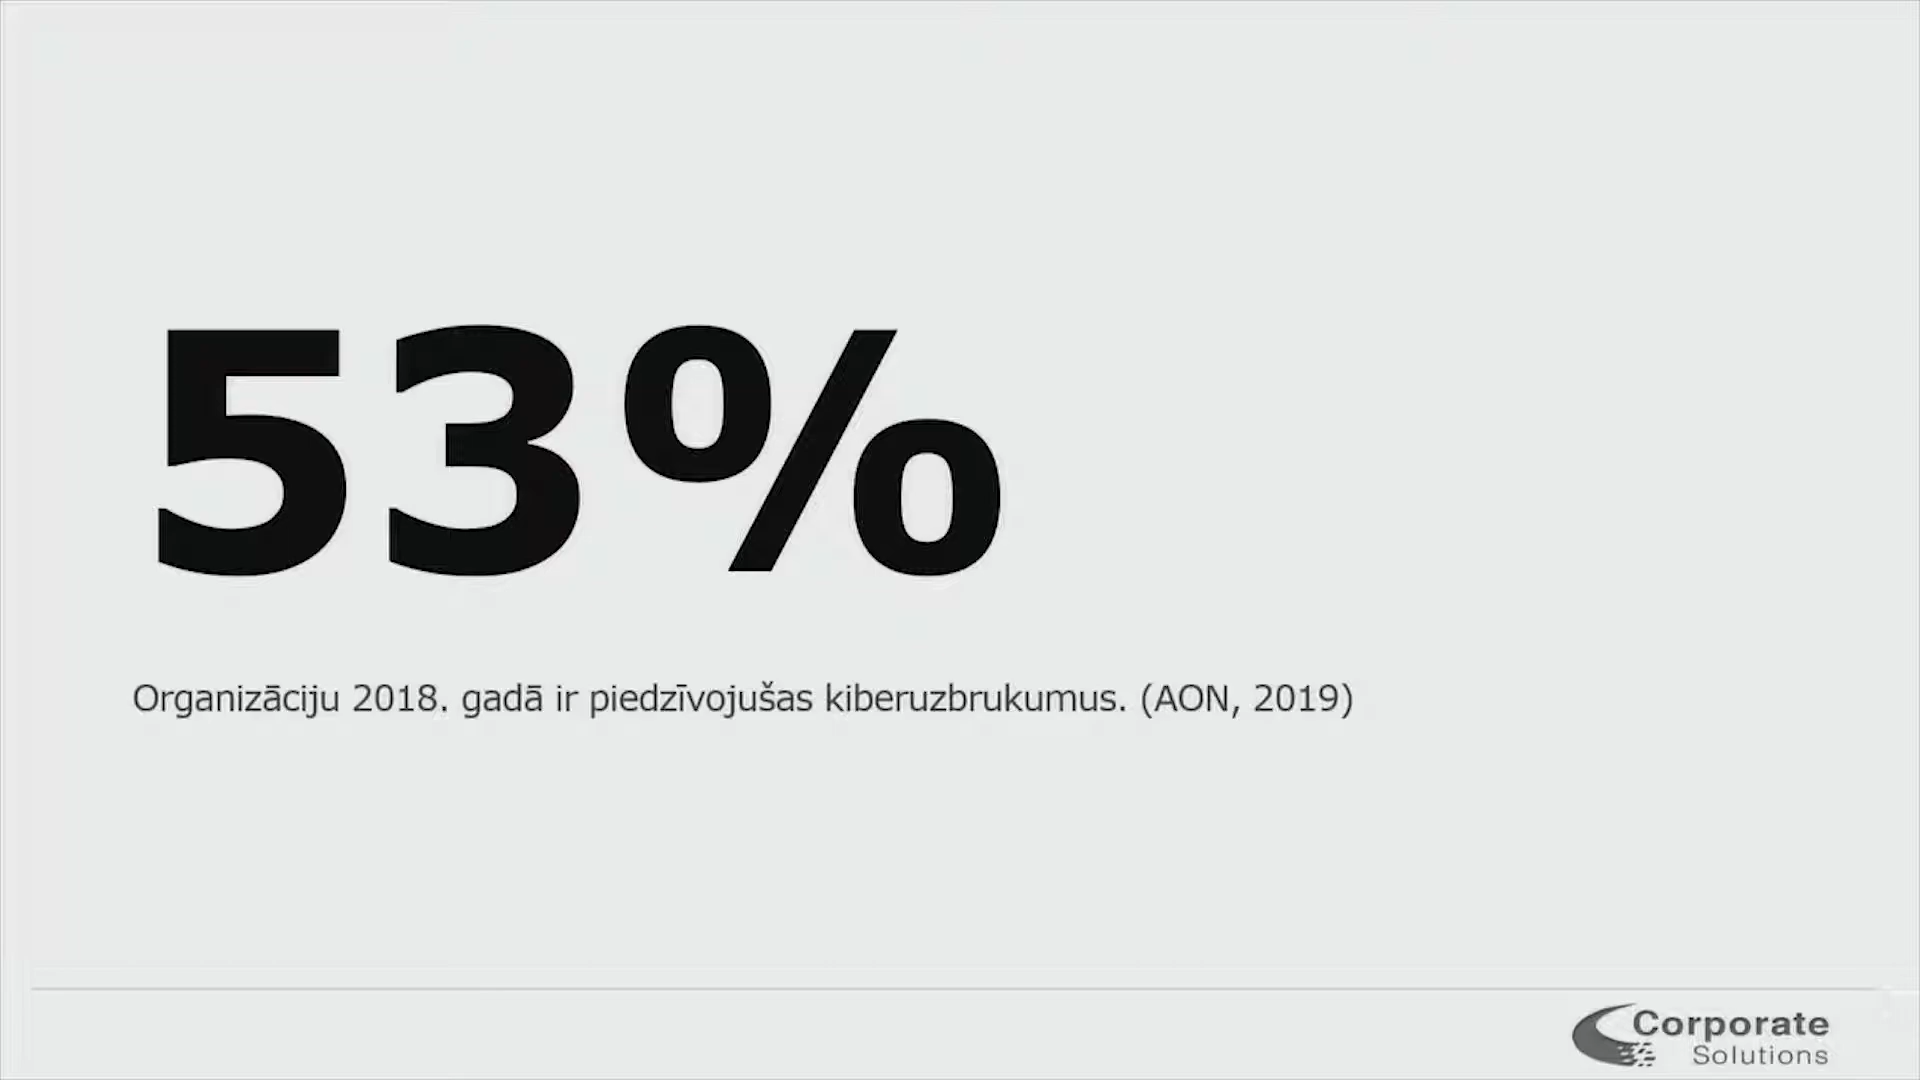 53%
Organizāciju 2018. gadā ir piedzīvojušas kiberuzbrukumus. (AON, 2019)
Corporate
Solutions